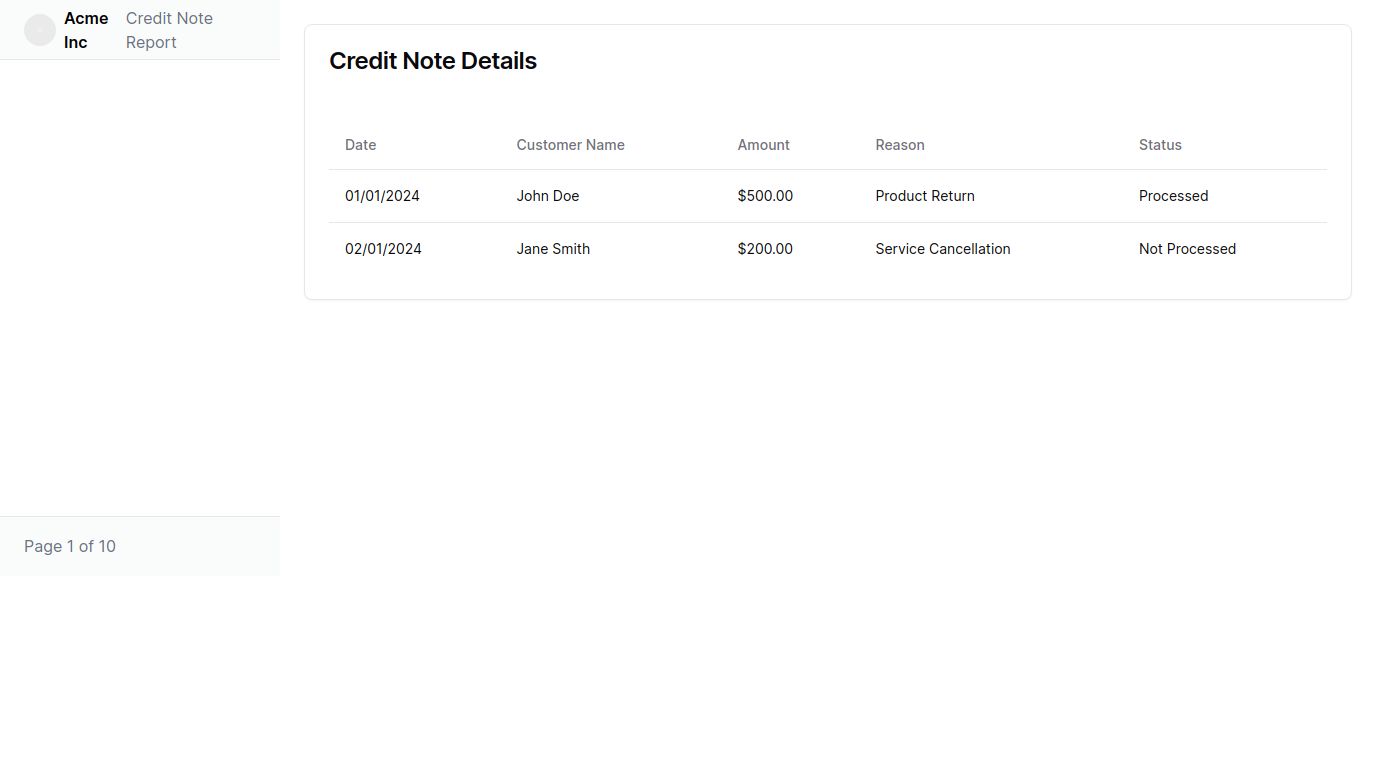 Acme Inc
Credit Note Report
Credit Note Details
Date Customer Name Amount Reason Status
01/01/2024 John Doe $500.00 Product Return Processed
02/01/2024 Jane Smith $200.00 Service Cancellation Not Processed
Page 1 of 10